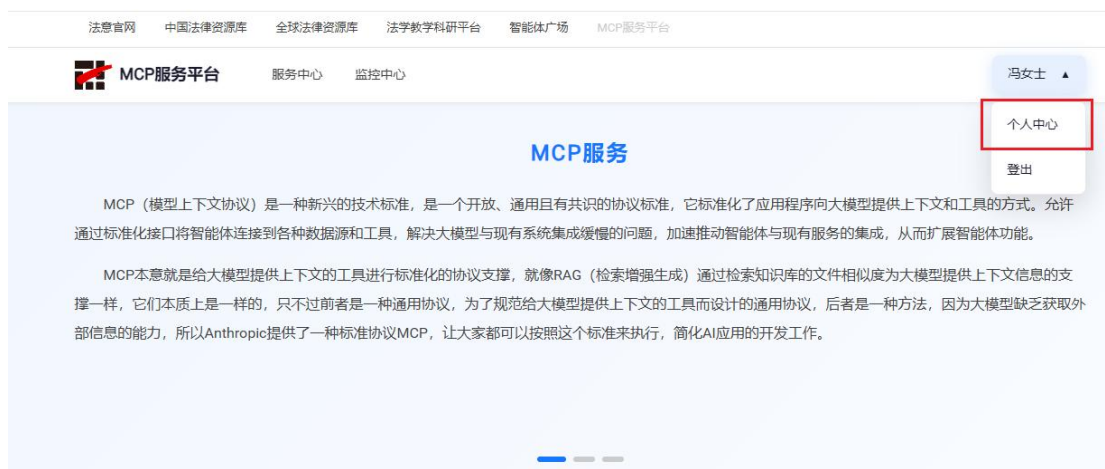 法意官网 中国法律资源库 全球法律资源库 法学教学科研平台 智能体广场 MCP服务平台
MCP服务平台 服务中心 监控中心 冯女士 ▲
个人中心
登出
MCP服务
MCP（模型上下文协议）是一种新兴的技术标准，是一个开放、通用且有共识的协议标准，它标准化了应用程序向大模型提供上下文和工具的方式。允许
通过标准化接口将智能体连接到各种数据源和工具，解决大模型与现有系统集成缓慢的问题，加速推动智能体与现有服务的集成，从而扩展智能体功能。
MCP本意就是给大模型提供上下文的工具进行标准化的协议支撑，就像RAG（检索增强生成）通过检索知识库的文件相似度为大模型提供上下文信息的支
撑一样，它们本质上是一样的，只不过前者是一种通用协议，为了规范给大模型提供上下文的工具而设计的通用协议，后者是一种方法，因为大模型缺乏获取外
部信息的能力，所以Anthropic提供了一种标准协议MCP，让大家都可以按照这个标准来执行，简化AI应用的开发工作。